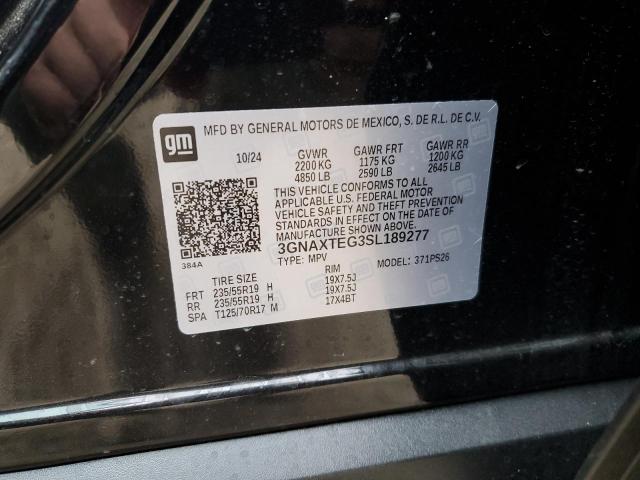 gm MFD BY GENERAL MOTORS DE MEXICO, S. DE R.L. DE C.V.
10/24 GVWR GAWR FRT GAWR RR
2200 KG 1175 KG 1200 KG
4850 LB 2590 LB 2645 LB
THIS VEHICLE CONFORMS TO ALL
APPLICABLE U.S. FEDERAL MOTOR
VEHICLE SAFETY AND THEFT PREVENTION
STANDARDS IN EFFECT ON THE DATE OF
MANUFACTURE SHOWN ABOVE.
3GNAXTEG3SL189277
384A TYPE: MPV MODEL: 371PS26
TIRE SIZE RIM
FRT 235/55R19 H 19X7.5J
RR 235/55R19 H 19X7.5J
SPA T125/70R17 M 17X4BT